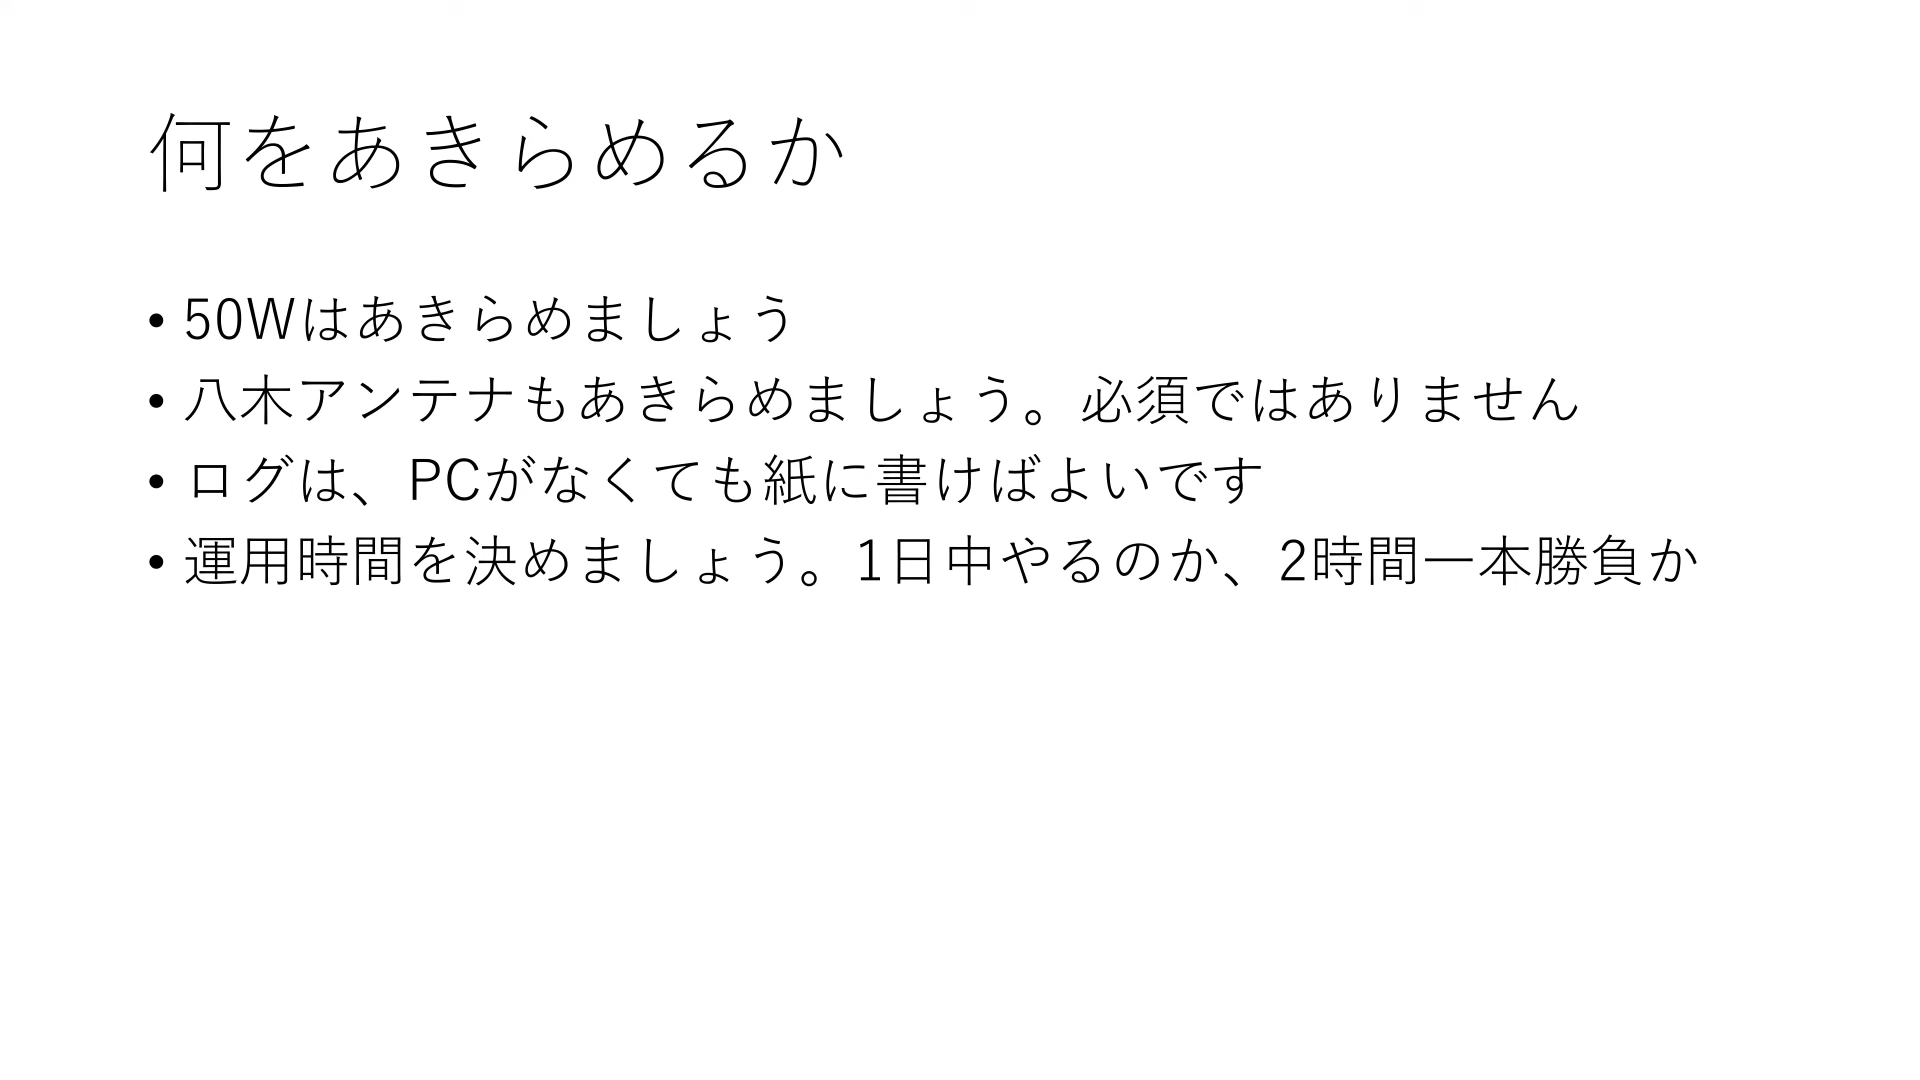 何をあきらめるか
• 50Wはあきらめましょう
• 八木アンテナもあきらめましょう。必須ではありません
• ログは、PCがなくても紙に書けばよいです
• 運用時間を決めましょう。1日中やるのか、2時間一本勝負か